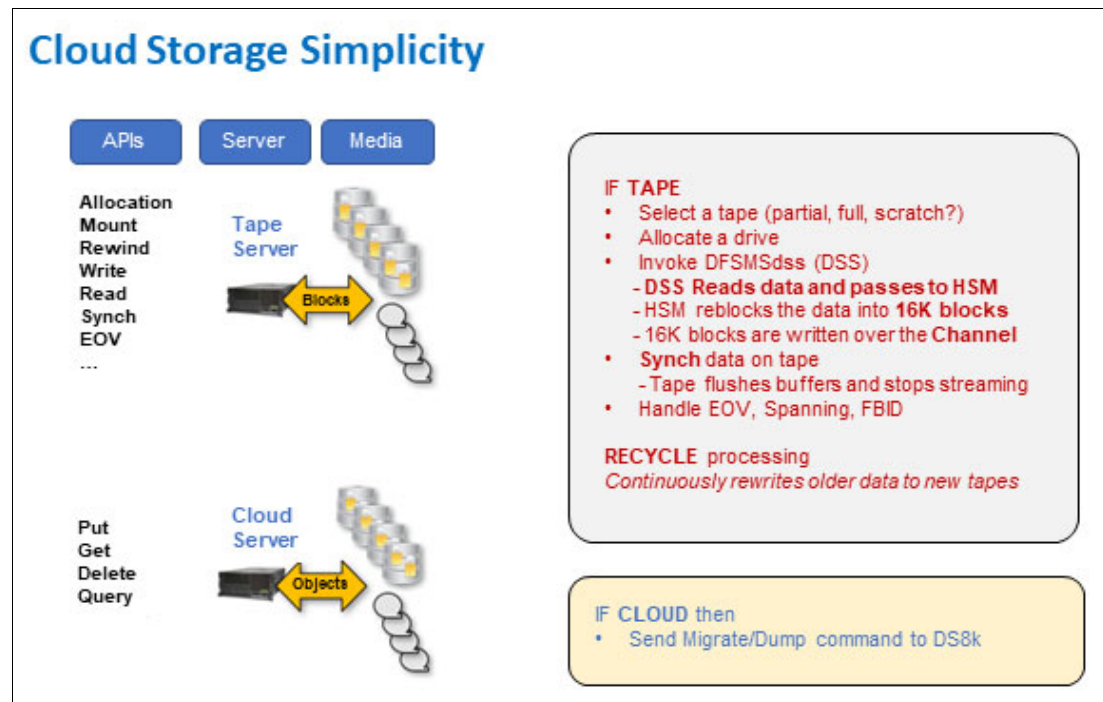 Cloud Storage Simplicity
APIs
Server
Media
Allocation
Mount
Rewind
Write
Read
Synch
EOV
...
Tape
Server
Blocks
Put
Get
Delete
Query
Cloud
Server
Objects
IF TAPE
• Select a tape (partial, full, scratch?)
• Allocate a drive
• Invoke DFSMSdss (DSS)
- DSS Reads data and passes to HSM
- HSM reblocks the data into 16K blocks
- 16K blocks are written over the Channel
• Synch data on tape
- Tape flushes buffers and stops streaming
• Handle EOV, Spanning, FBID
RECYCLE processing
Continuously rewrites older data to new tapes
IF CLOUD then
• Send Migrate/Dump command to DS8k